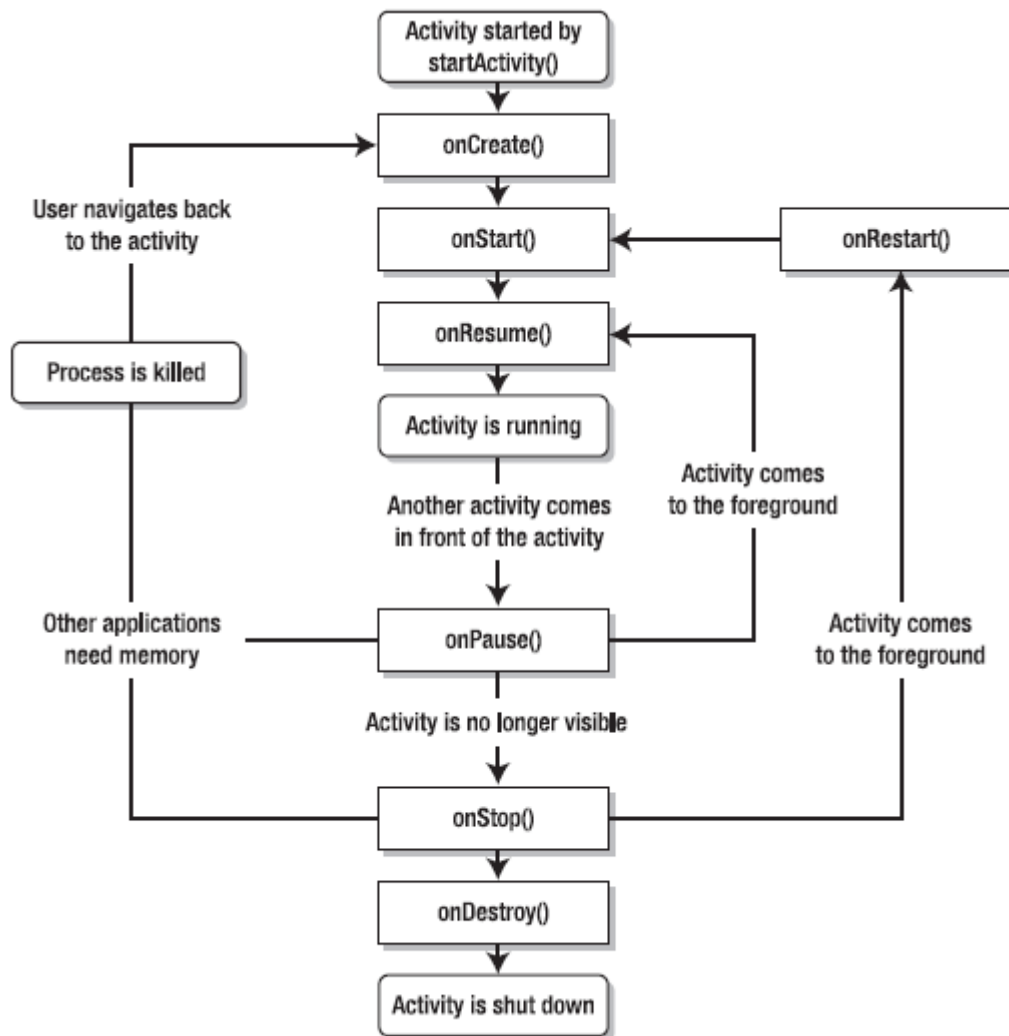 Activity started by
startActivity()
onCreate()
User navigates back
to the activity
onStart()
onRestart()
onResume()
Process is killed
Activity is running
Another activity comes
in front of the activity
Activity comes
to the foreground
Other applications
need memory
onPause()
Activity comes
to the foreground
Activity is no longer visible
onStop()
onDestroy()
Activity is shut down